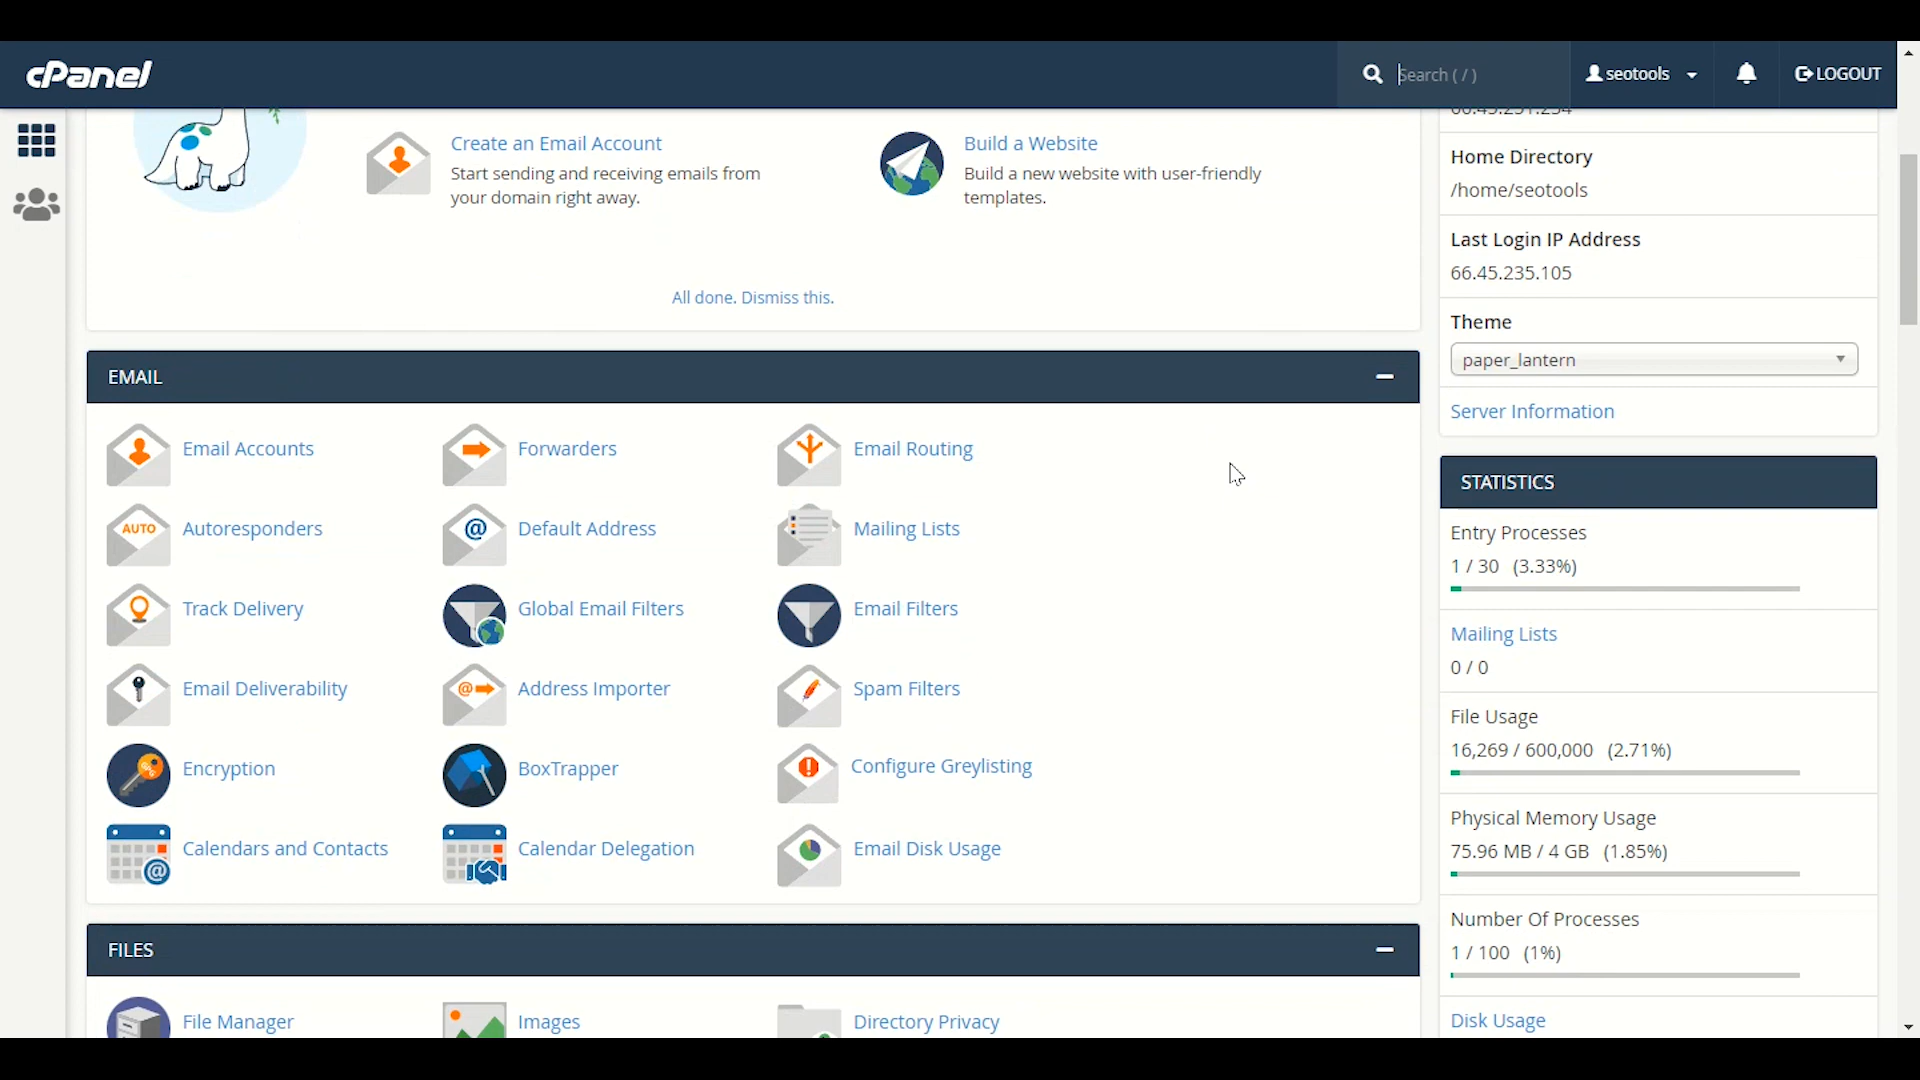 cPanel
Search ( / )
seotools
LOGOUT
Create an Email Account
Start sending and receiving emails from
your domain right away.
Build a Website
Build a new website with user-friendly
templates.
All done. Dismiss this.
EMAIL
Email Accounts
Forwarders
Email Routing
AUTO
Autoresponders
@
Default Address
Mailing Lists
Track Delivery
Global Email Filters
Email Filters
Email Deliverability
@
Address Importer
Spam Filters
GPG
Encryption
BoxTrapper
Configure Greylisting
@
Calendars and Contacts
Calendar Delegation
Email Disk Usage
FILES
File Manager
Images
Directory Privacy
Home Directory
/home/seotools
Last Login IP Address
66.45.235.105
Theme
paper_lantern
Server Information
STATISTICS
Entry Processes
1 / 30 (3.33%)
Mailing Lists
0 / 0
File Usage
16,269 / 600,000 (2.71%)
Physical Memory Usage
75.96 MB / 4 GB (1.85%)
Number Of Processes
1 / 100 (1%)
Disk Usage